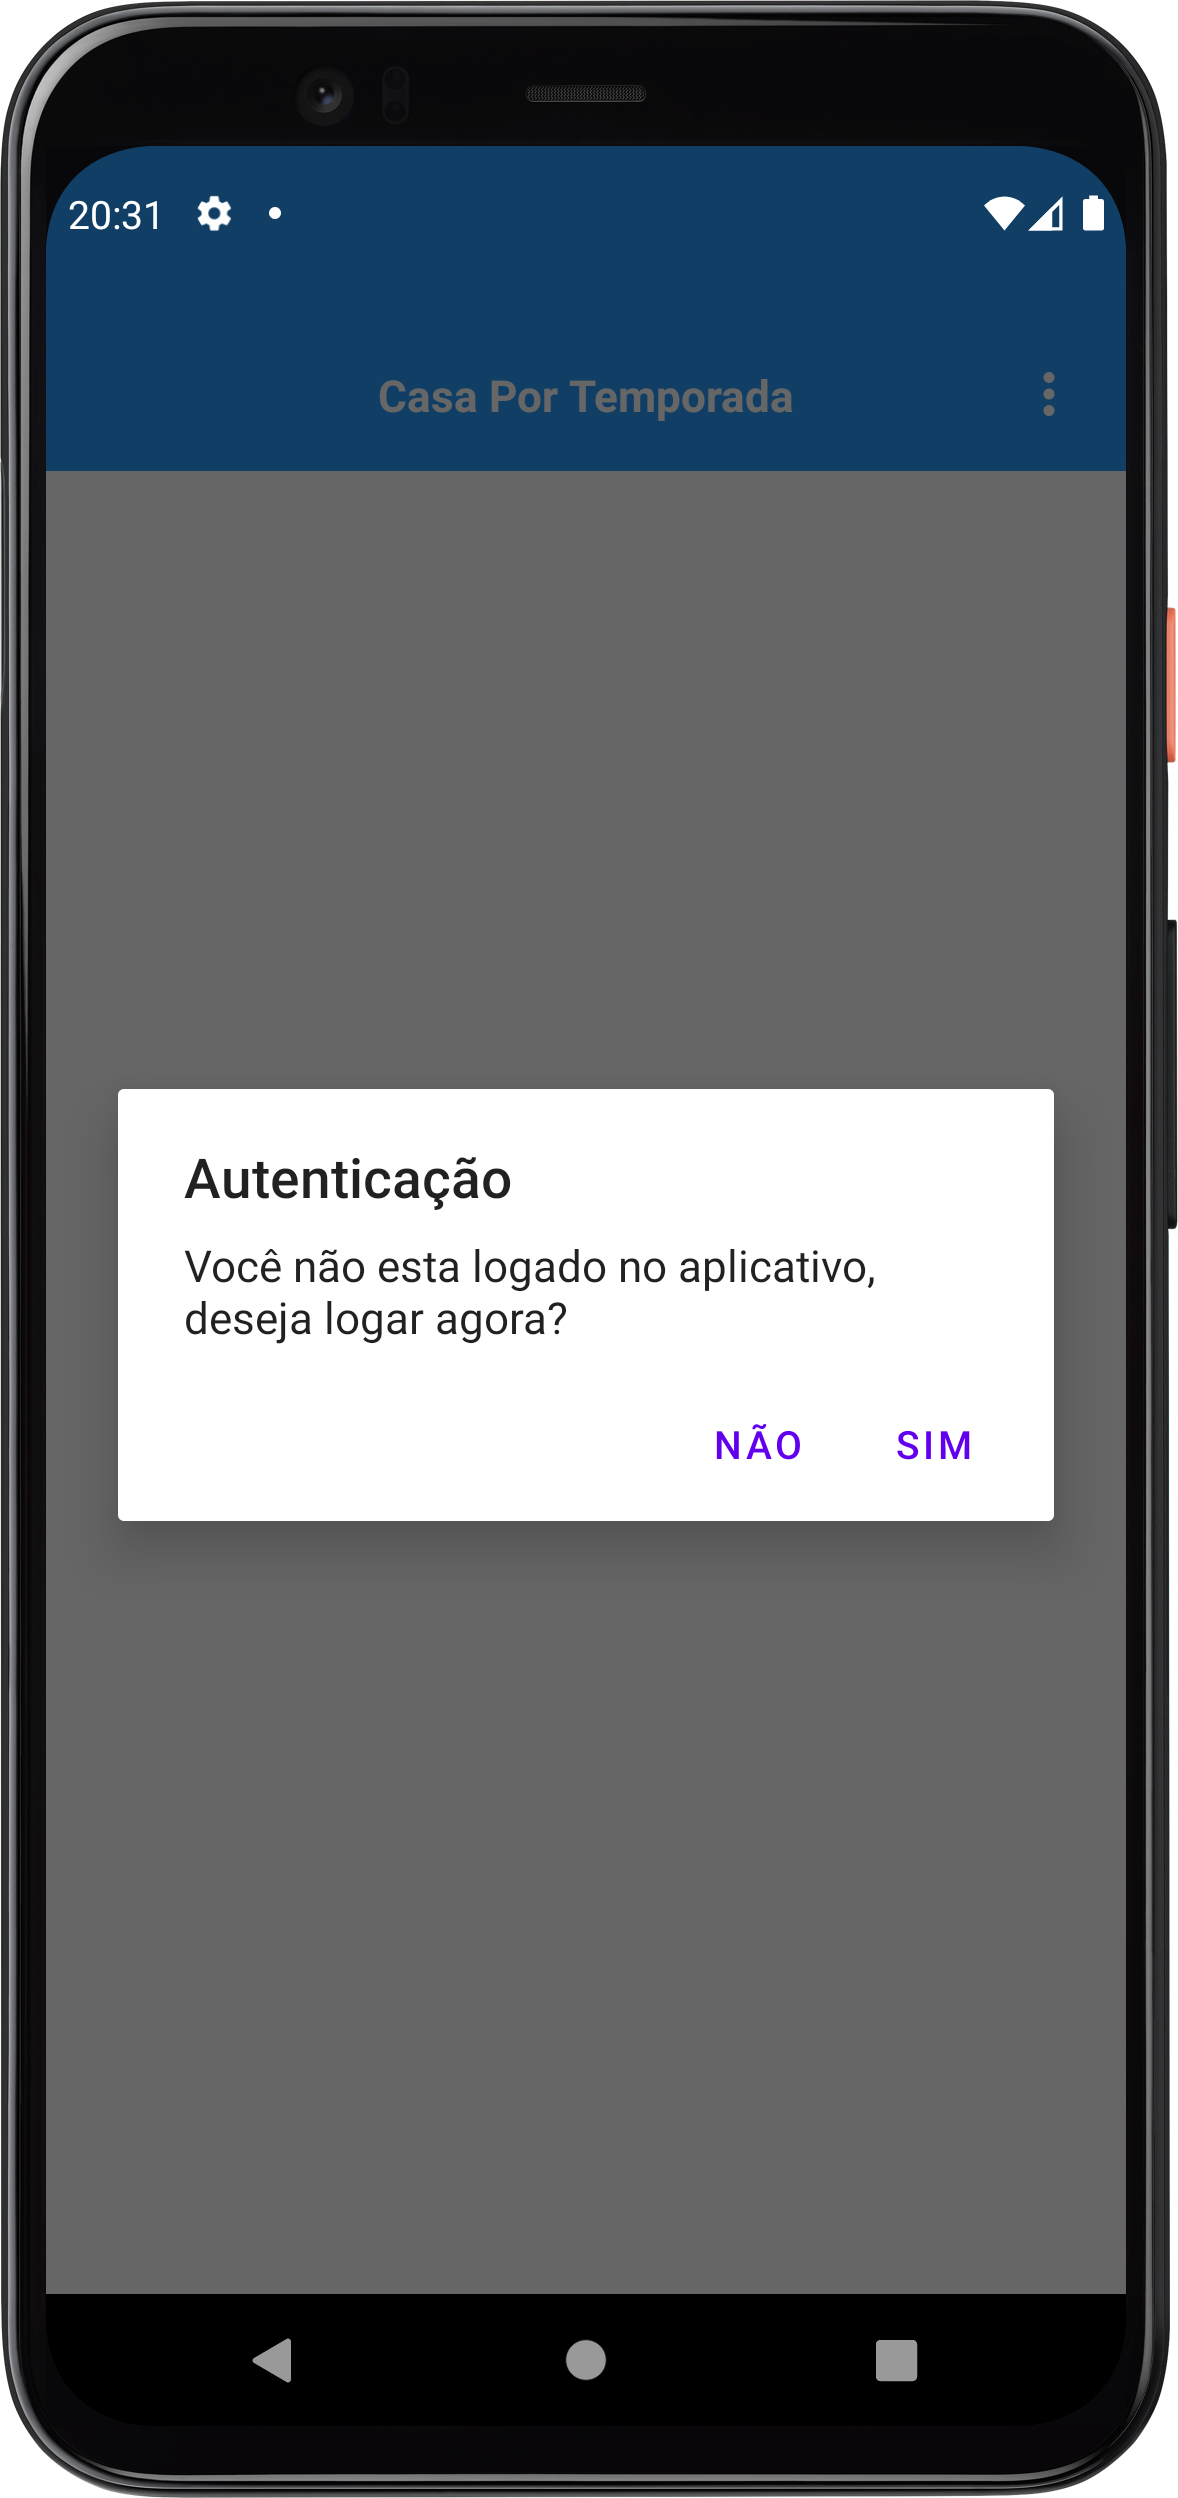 20:31
Casa Por Temporada
Autenticação
Você não esta logado no aplicativo,
deseja logar agora?
NÃO SIM